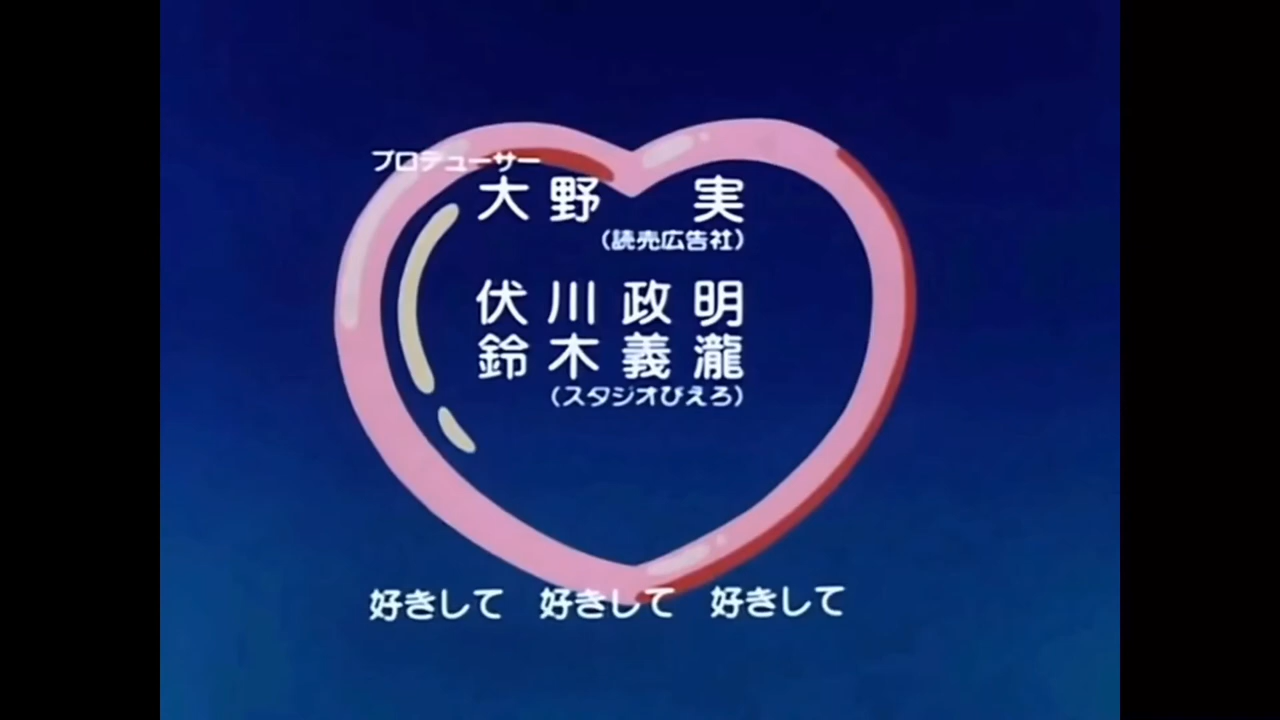 プロデューサー
大野 実
(読売広告社)
伏川政明
鈴木義瀧
(スタジオぴえろ)
好きして 好きして 好きして